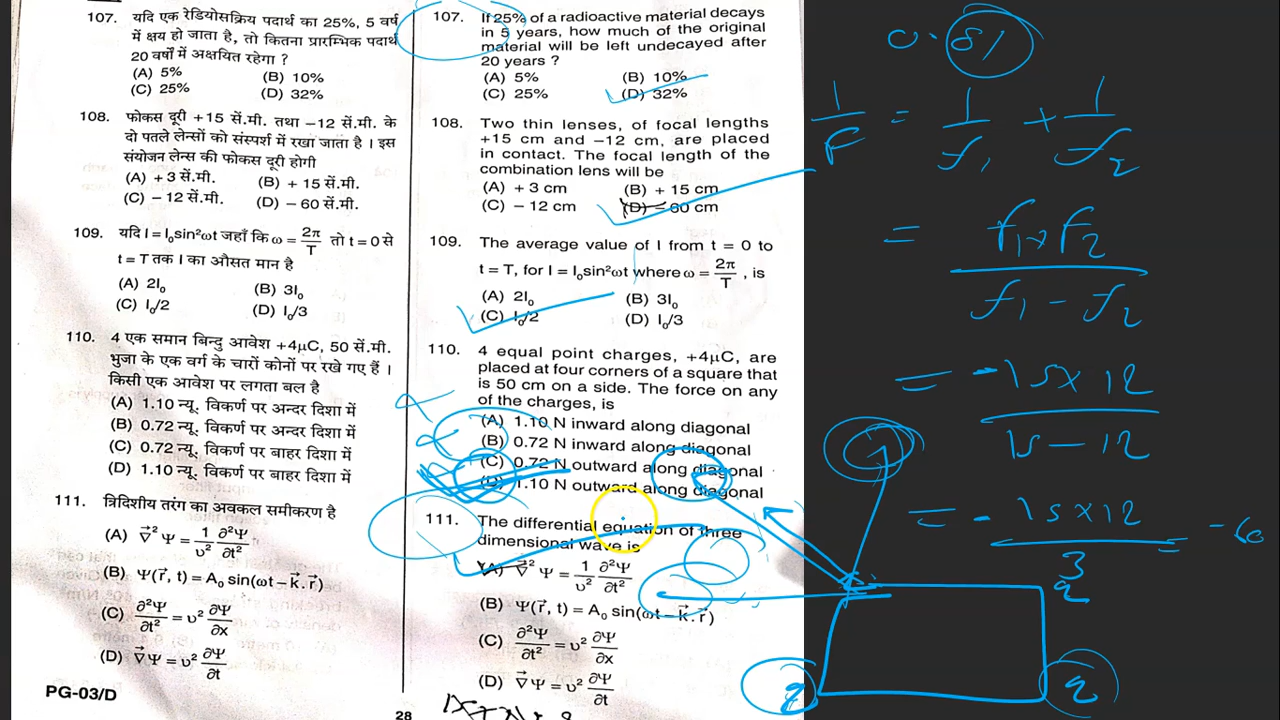 107. यदि एक रेडियोसक्रिय पदार्थ का 25%, 5 वर्ष
में क्षय हो जाता है, तो कितना प्रारम्भिक पदार्थ
20 वर्षों में अक्षयित रहेगा ?
(A) 5% (B) 10%
(C) 25% (D) 32%
108. फोकस दूरी +15 सें.मी. तथा –12 सें.मी. के
दो पतले लेन्सों को संस्पर्श में रखा जाता है । इस
संयोजन लेन्स की फोकस दूरी होगी
(A) + 3 सें.मी. (B) + 15 सें.मी.
(C) – 12 सें.मी. (D) – 60 सें.मी.
109. यदि I = I₀sin²ωt जहाँ कि ω = 2π/T तो t = 0 से
t = T तक I का औसत मान है
(A) 2I₀ (B) 3I₀
(C) I₀/2 (D) I₀/3
110. 4 एक समान बिन्दु आवेश +4μC, 50 सें.मी.
भुजा के एक वर्ग के चारों कोनों पर रखे गए हैं ।
किसी एक आवेश पर लगता बल है
(A) 1.10 न्यू. विकर्ण पर अन्दर दिशा में
(B) 0.72 न्यू. विकर्ण पर अन्दर दिशा में
(C) 0.72 न्यू. विकर्ण पर बाहर दिशा में
(D) 1.10 न्यू. विकर्ण पर बाहर दिशा में
111. त्रिदिशीय तरंग का अवकल समीकरण है
(A) ∇⃗² Ψ = 1/υ² ∂²Ψ/∂t²
(B) Ψ(r⃗, t) = A₀ sin(ωt – k⃗. r⃗)
(C) ∂²Ψ/∂t² = υ² ∂Ψ/∂x
(D) ∇⃗ Ψ = υ² ∂Ψ/∂t
PG-03/D
28
107. If 25% of a radioactive material decays
in 5 years, how much of the original
material will be left undecayed after
20 years ?
(A) 5% (B) 10%
(C) 25% (D) 32%
108. Two thin lenses, of focal lengths
+15 cm and –12 cm, are placed
in contact. The focal length of the
combination lens will be
(A) + 3 cm (B) + 15 cm
(C) – 12 cm (D) – 60 cm
109. The average value of I from t = 0 to
t = T, for I = I₀sin²ωt where ω = 2π/T , is
(A) 2I₀ (B) 3I₀
(C) I₀/2 (D) I₀/3
110. 4 equal point charges, +4μC, are
placed at four corners of a square that
is 50 cm on a side. The force on any
of the charges, is
(A) 1.10 N inward along diagonal
(B) 0.72 N inward along diagonal
(C) 0.72 N outward along diagonal
(D) 1.10 N outward along diagonal
111. The differential equation of three
dimensional wave is
(A) ∇⃗² Ψ = 1/υ² ∂²Ψ/∂t²
(B) Ψ(r⃗, t) = A₀ sin(ωt – k⃗. r⃗)
(C) ∂²Ψ/∂t² = υ² ∂Ψ/∂x
(D) ∇⃗ Ψ = υ² ∂Ψ/∂t
0.81
1/F = 1/f₁ + 1/f₂
= f₁ × f₂ / f₁ - f₂
= - 15 × 12 / 15 - 12
= - 15 × 12 / 3 = -60
q
q
q